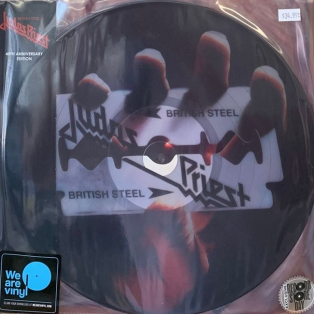 Judas Priest
40TH ANNIVERSARY
EDITION
BRITISH STEEL
Judas
Priest
BRITISH STEEL
We
are
vinyl